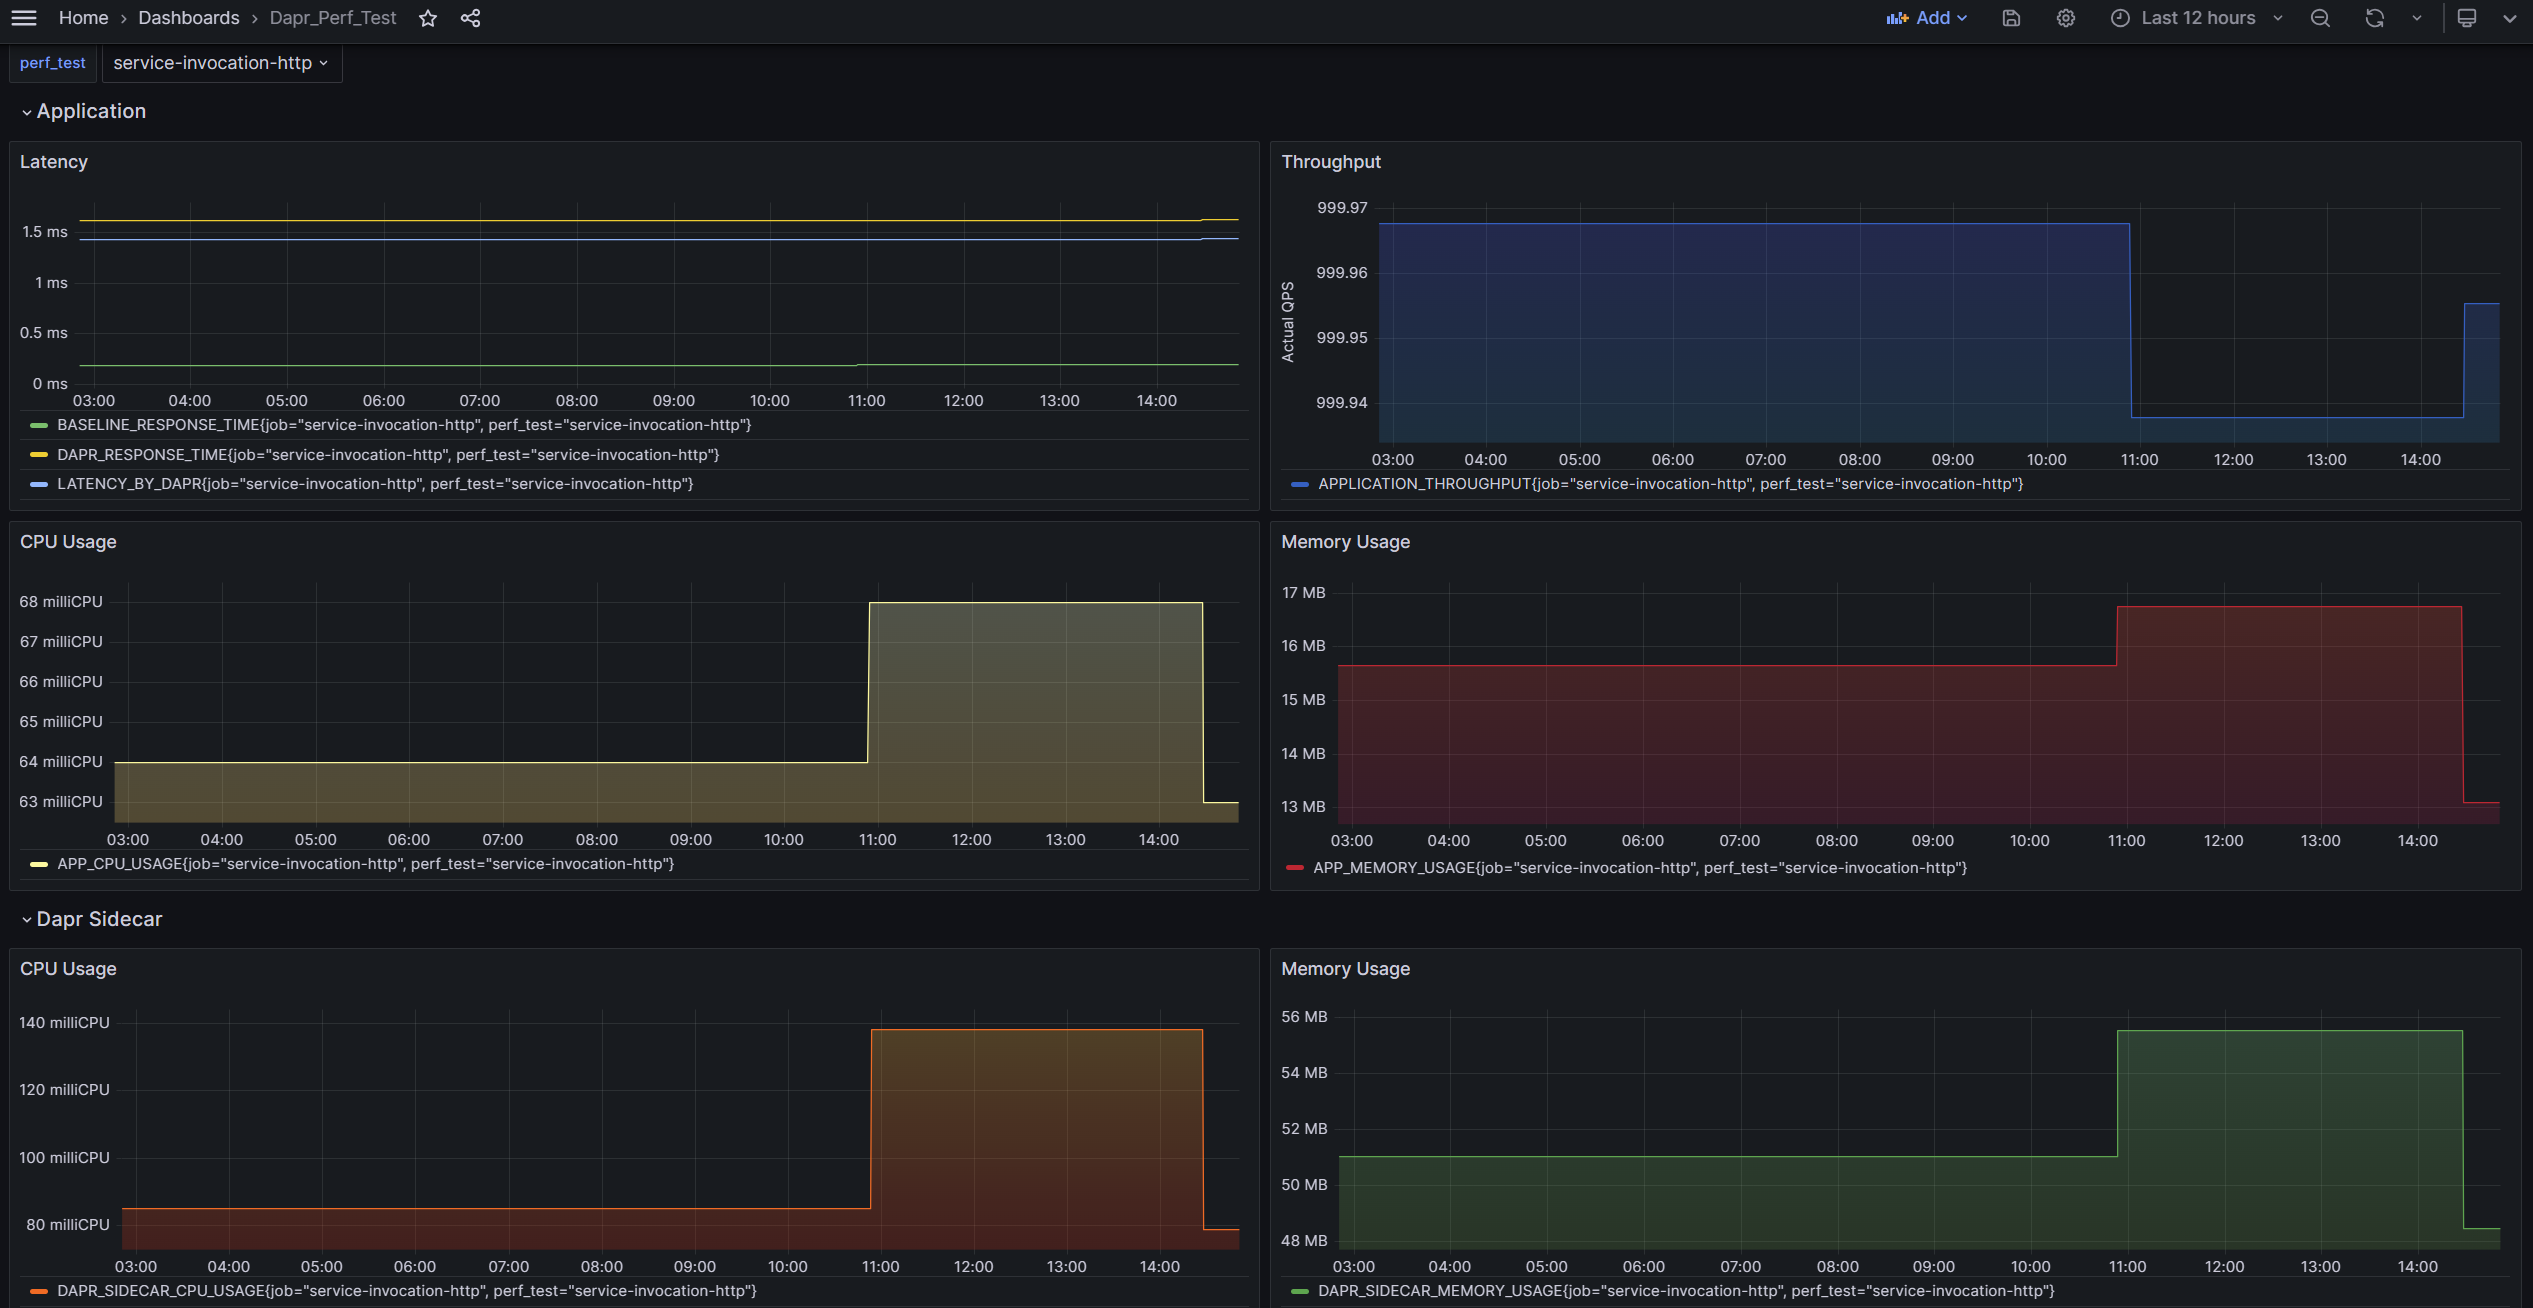 Home › Dashboards › Dapr_Perf_Test
Add
Last 12 hours
perf_test
service-invocation-http
Application
Latency
1.5 ms
1 ms
0.5 ms
0 ms
03:00 04:00 05:00 06:00 07:00 08:00 09:00 10:00 11:00 12:00 13:00 14:00
BASELINE_RESPONSE_TIME{job="service-invocation-http", perf_test="service-invocation-http"}
DAPR_RESPONSE_TIME{job="service-invocation-http", perf_test="service-invocation-http"}
LATENCY_BY_DAPR{job="service-invocation-http", perf_test="service-invocation-http"}
Throughput
Actual QPS
999.97
999.96
999.95
999.94
03:00 04:00 05:00 06:00 07:00 08:00 09:00 10:00 11:00 12:00 13:00 14:00
APPLICATION_THROUGHPUT{job="service-invocation-http", perf_test="service-invocation-http"}
CPU Usage
68 milliCPU
67 milliCPU
66 milliCPU
65 milliCPU
64 milliCPU
63 milliCPU
03:00 04:00 05:00 06:00 07:00 08:00 09:00 10:00 11:00 12:00 13:00 14:00
APP_CPU_USAGE{job="service-invocation-http", perf_test="service-invocation-http"}
Memory Usage
17 MB
16 MB
15 MB
14 MB
13 MB
03:00 04:00 05:00 06:00 07:00 08:00 09:00 10:00 11:00 12:00 13:00 14:00
APP_MEMORY_USAGE{job="service-invocation-http", perf_test="service-invocation-http"}
Dapr Sidecar
CPU Usage
140 milliCPU
120 milliCPU
100 milliCPU
80 milliCPU
03:00 04:00 05:00 06:00 07:00 08:00 09:00 10:00 11:00 12:00 13:00 14:00
DAPR_SIDECAR_CPU_USAGE{job="service-invocation-http", perf_test="service-invocation-http"}
Memory Usage
56 MB
54 MB
52 MB
50 MB
48 MB
03:00 04:00 05:00 06:00 07:00 08:00 09:00 10:00 11:00 12:00 13:00 14:00
DAPR_SIDECAR_MEMORY_USAGE{job="service-invocation-http", perf_test="service-invocation-http"}